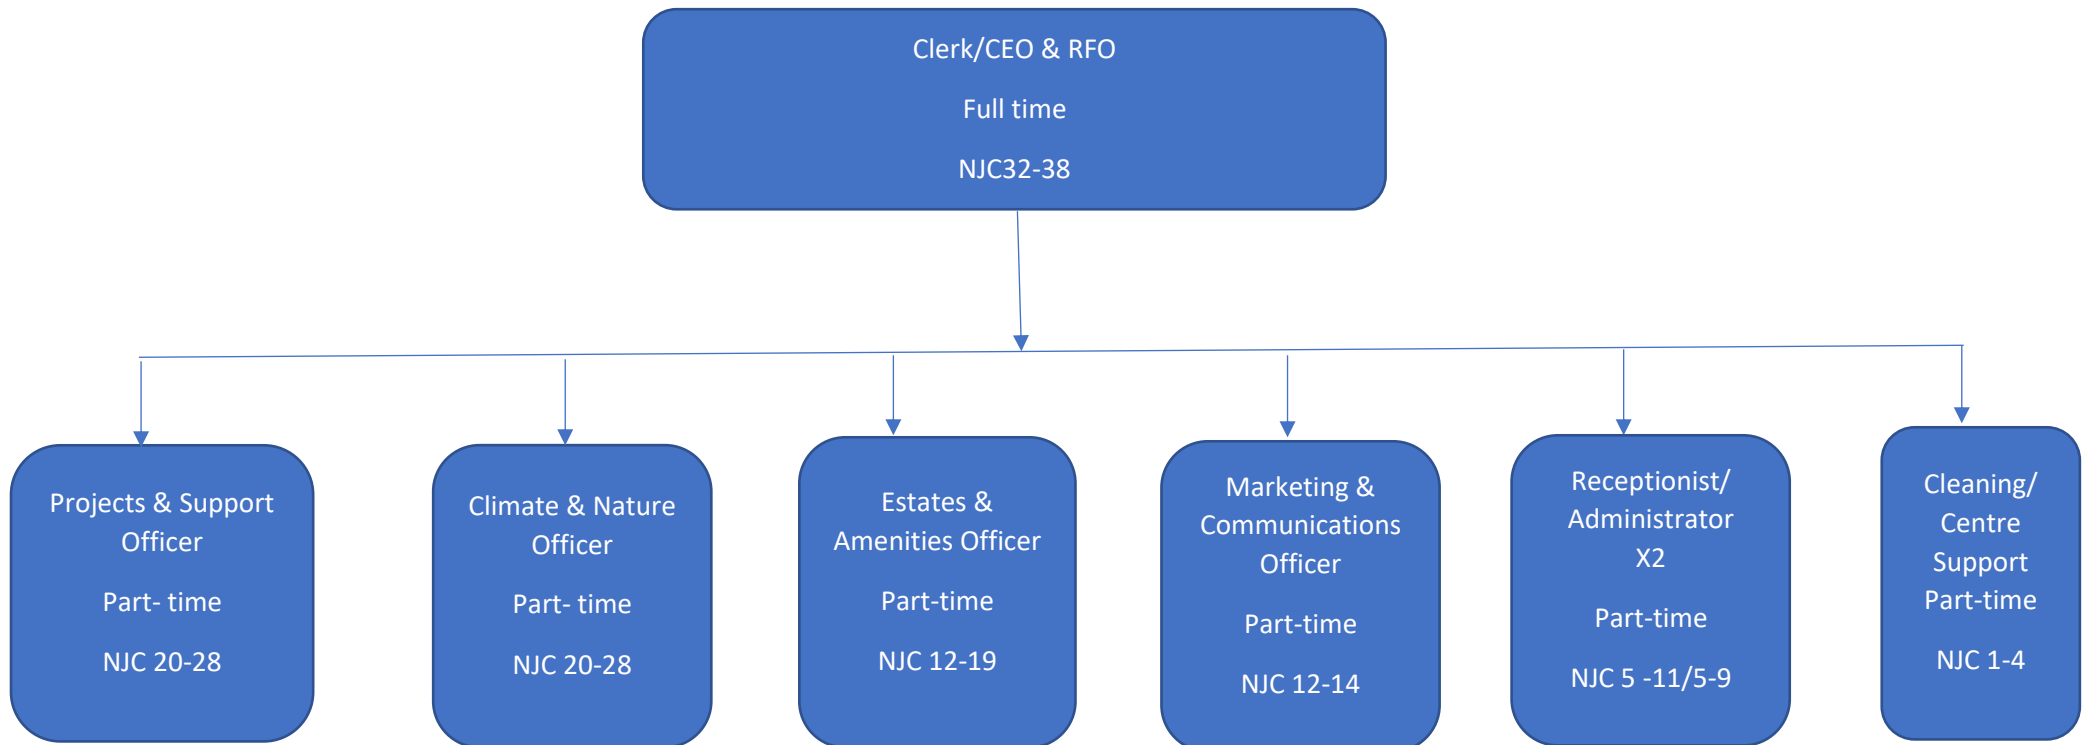 Clerk/CEO & RFO
Full time
NJC32-38
Projects & Support
Officer
Part- time
NJC 20-28
Climate & Nature
Officer
Part- time
NJC 20-28
Estates &
Amenities Officer
Part-time
NJC 12-19
Marketing &
Communications
Officer
Part-time
NJC 12-14
Receptionist/
Administrator
X2
Part-time
NJC 5 -11/5-9
Cleaning/
Centre
Support
Part-time
NJC 1-4